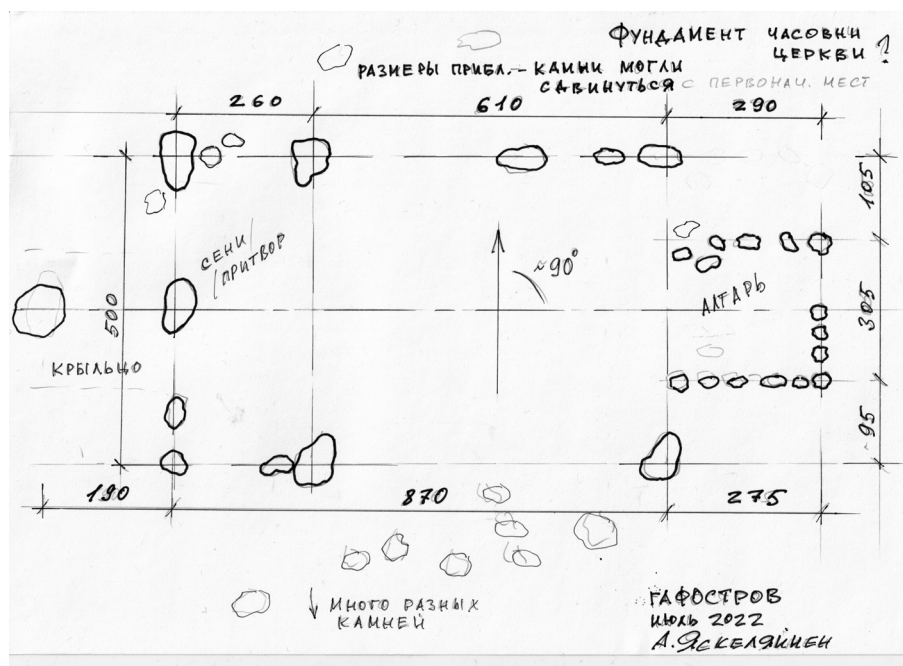 ФУНДАМЕНТ ЧАСОВНИ
ЦЕРКВИ ?
РАЗМЕРЫ ПРИБЛ. – КАМНИ МОГЛИ
СДВИНУТЬСЯ С ПЕРВОНАЧ. МЕСТ
260 610 290
105
СЕНИ/
/ПРИТВОР
~90°
АЛТАРЬ
500
305
КРЫЛЬЦО
95
190 870 275
↓ МНОГО РАЗНЫХ
КАМНЕЙ
ГАФОСТРОВ
ИЮЛЬ 2022
А. ЯСКЕЛЯЙНЕН